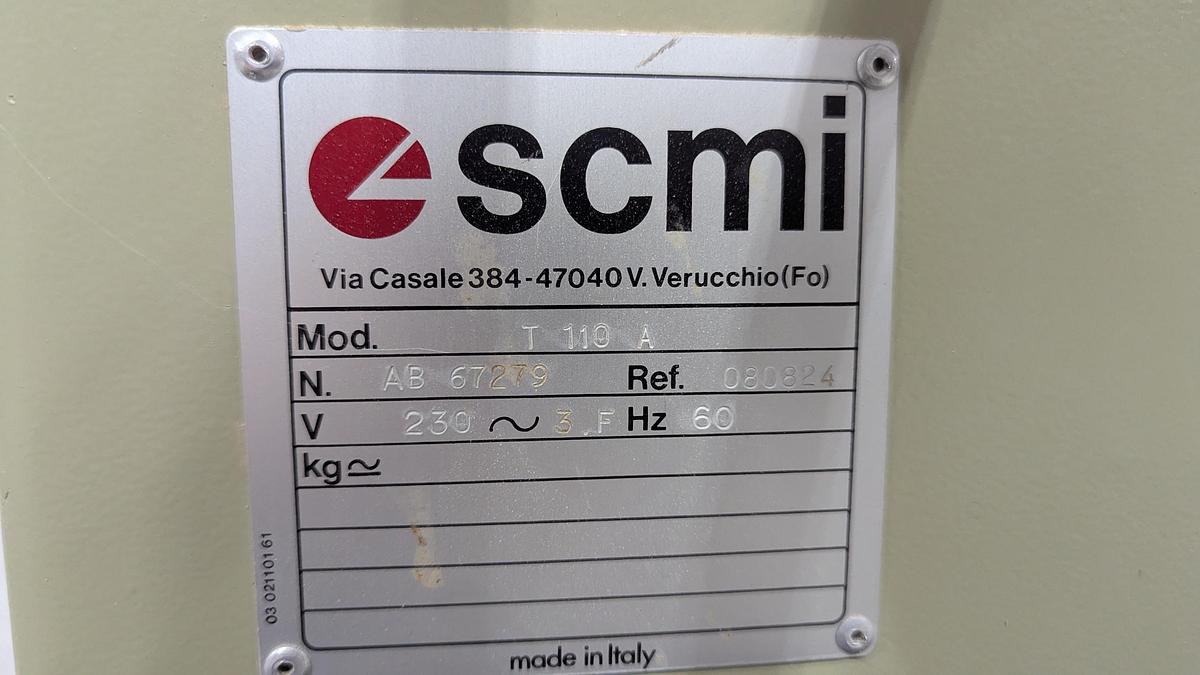 scmi
Via Casale 384-47040 V. Verucchio (Fo)
Mod. T 110 A
N. AB 67279 Ref. 080824
V 230 ~ 3 F Hz 60
kg≃
03 02110161
made in Italy